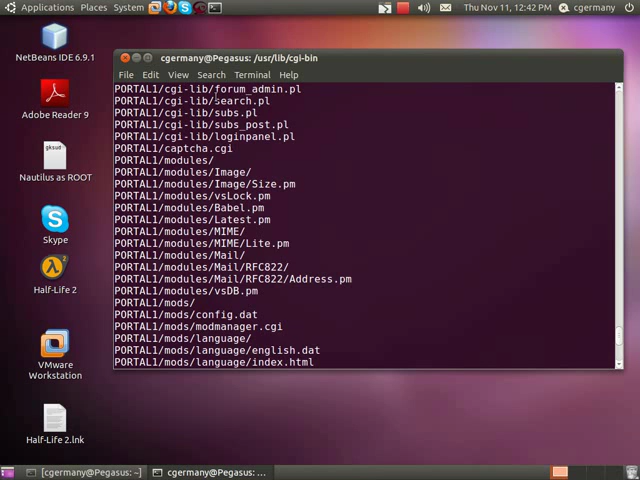 Applications Places System
Thu Nov 11, 12:42 PM cgermany
NetBeans IDE 6.9.1
Adobe Reader 9
gksud
Nautilus as ROOT
Skype
Half-Life 2
VMware
Workstation
Half-Life 2.lnk
cgermany@Pegasus: /usr/lib/cgi-bin
File Edit View Search Terminal Help
PORTAL1/cgi-lib/forum_admin.pl
PORTAL1/cgi-lib/search.pl
PORTAL1/cgi-lib/subs.pl
PORTAL1/cgi-lib/subs_post.pl
PORTAL1/cgi-lib/loginpanel.pl
PORTAL1/captcha.cgi
PORTAL1/modules/
PORTAL1/modules/Image/
PORTAL1/modules/Image/Size.pm
PORTAL1/modules/vsLock.pm
PORTAL1/modules/Babel.pm
PORTAL1/modules/Latest.pm
PORTAL1/modules/MIME/
PORTAL1/modules/MIME/Lite.pm
PORTAL1/modules/Mail/
PORTAL1/modules/Mail/RFC822/
PORTAL1/modules/Mail/RFC822/Address.pm
PORTAL1/modules/vsDB.pm
PORTAL1/mods/
PORTAL1/mods/config.dat
PORTAL1/mods/modmanager.cgi
PORTAL1/mods/language/
PORTAL1/mods/language/english.dat
PORTAL1/mods/language/index.html
[cgermany@Pegasus: ~]
cgermany@Pegasus: ...